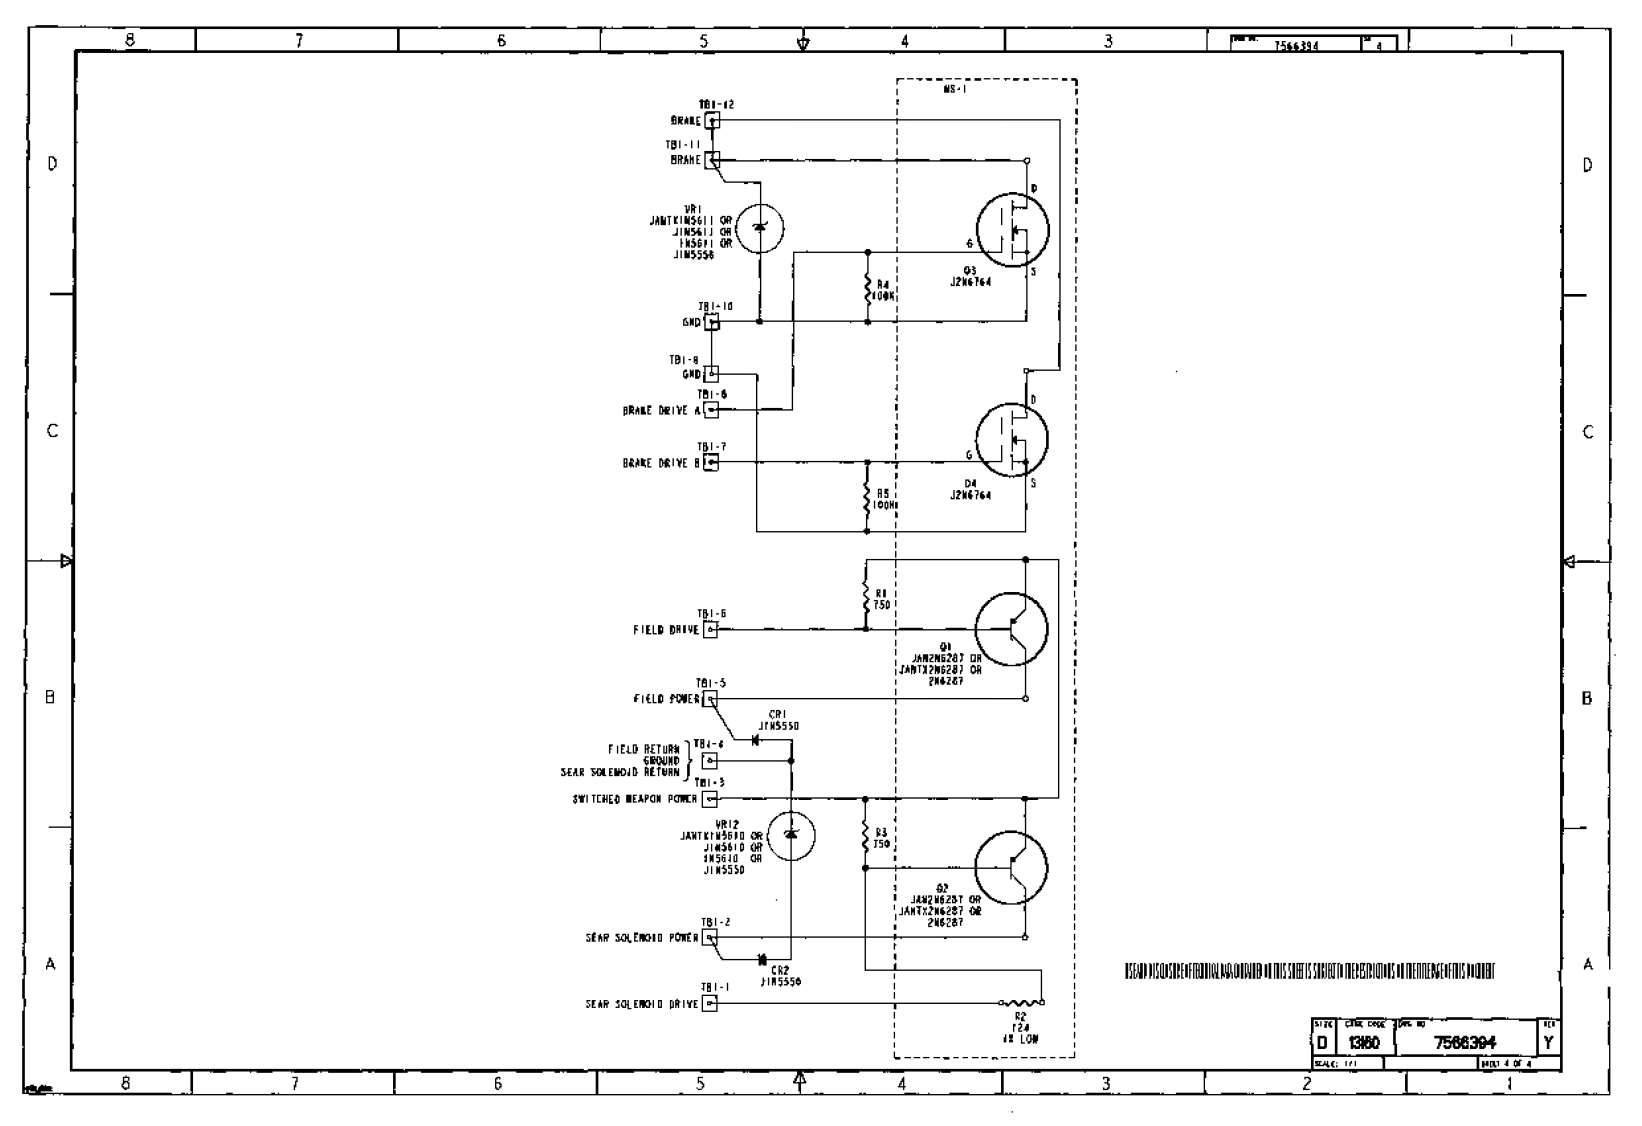 8 7 6 5 4 3 1
7566394 4
D D
C C
B B
A A
MS-1
TB1-12
BRAKE
TB1-11
BRAKE
VR1
JANTX1N5611 OR
J1N5611 OR
1N5611 OR
J1N5556
D
G
S
Q3
J2N6764
R4
100K
TB1-10
GND
TB1-8
GND
TB1-6
BRAKE DRIVE A
TB1-7
BRAKE DRIVE B
D
G
S
D4
J2N6764
R5
100K
R1
750
TB1-6
FIELD DRIVE
Q1
JAN2N6287 OR
JANTX2N6287 OR
2N6287
TB1-5
FIELD POWER
CR1
J1N5550
FIELD RETURN
GROUND
SEAR SOLENOID RETURN
TB1-4
TB1-3
SWITCHED WEAPON POWER
VR12
JANTX1N5610 OR
J1N5610 OR
1N5610 OR
J1N5550
R3
750
Q2
JAN2N6287 OR
JANTX2N6287 OR
2N6287
TB1-2
SEAR SOLENOID POWER
CR2
J1N5550
TB1-1
SEAR SOLENOID DRIVE
R2
124
1% LOW
SIZE CAGE CODE DWG NO REV
D 13160 7566394 Y
SCALE: 1/1 SHEET 4 OF 4
8 7 6 5 4 3 2 1